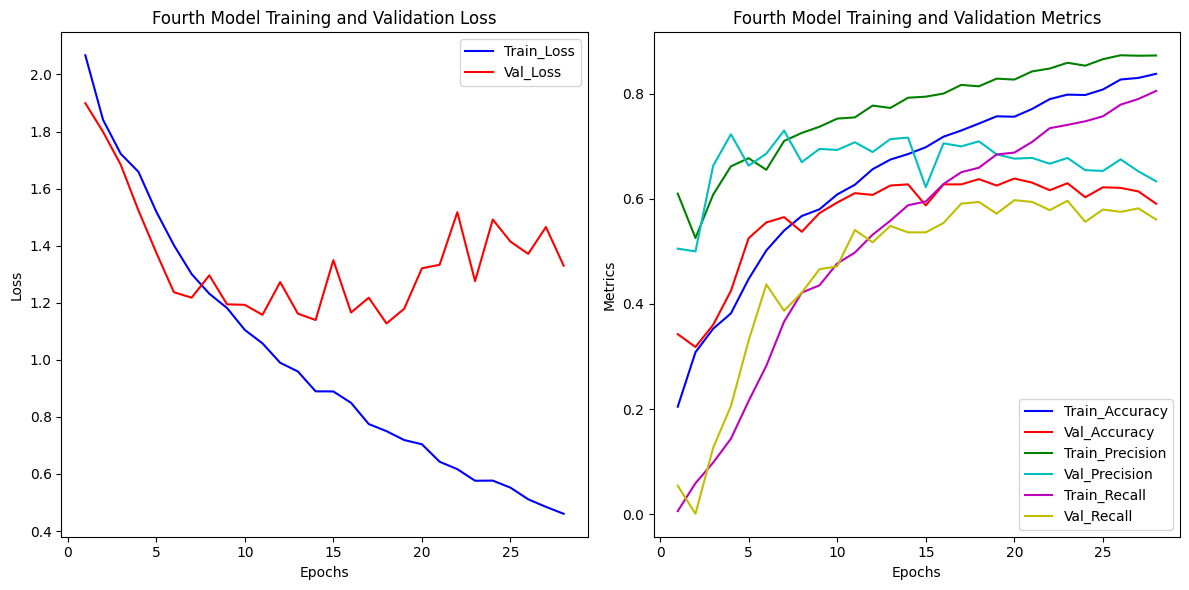 Fourth Model Training and Validation Loss
Train_Loss
Val_Loss
2.0
1.8
1.6
1.4
1.2
1.0
0.8
0.6
0.4
Loss
0
5
10
15
20
25
Epochs
Fourth Model Training and Validation Metrics
0.8
0.6
0.4
0.2
0.0
Metrics
Train_Accuracy
Val_Accuracy
Train_Precision
Val_Precision
Train_Recall
Val_Recall
0
5
10
15
20
25
Epochs